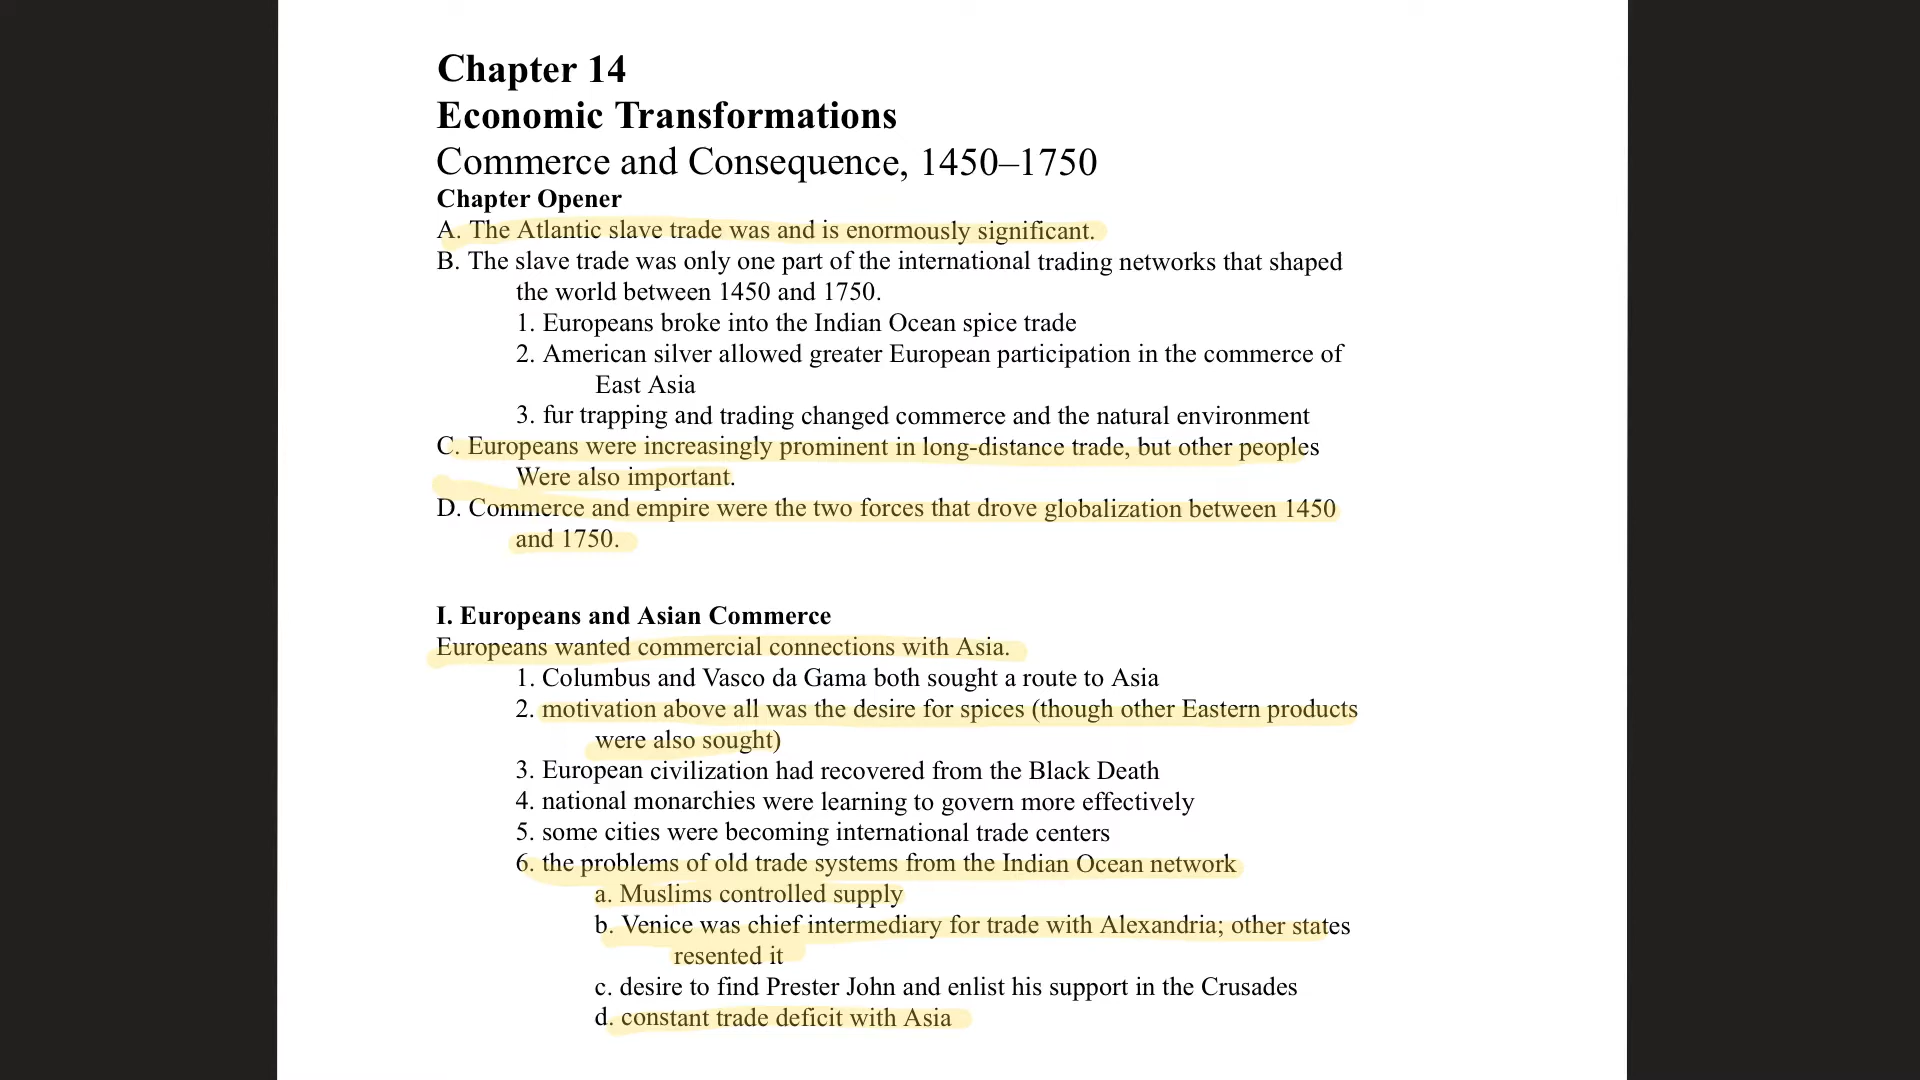 Chapter 14
Economic Transformations
Commerce and Consequence, 1450–1750
Chapter Opener
A. The Atlantic slave trade was and is enormously significant.
B. The slave trade was only one part of the international trading networks that shaped
the world between 1450 and 1750.
1. Europeans broke into the Indian Ocean spice trade
2. American silver allowed greater European participation in the commerce of
East Asia
3. fur trapping and trading changed commerce and the natural environment
C. Europeans were increasingly prominent in long-distance trade, but other peoples
Were also important.
D. Commerce and empire were the two forces that drove globalization between 1450
and 1750.
I. Europeans and Asian Commerce
Europeans wanted commercial connections with Asia.
1. Columbus and Vasco da Gama both sought a route to Asia
2. motivation above all was the desire for spices (though other Eastern products
were also sought)
3. European civilization had recovered from the Black Death
4. national monarchies were learning to govern more effectively
5. some cities were becoming international trade centers
6. the problems of old trade systems from the Indian Ocean network
a. Muslims controlled supply
b. Venice was chief intermediary for trade with Alexandria; other states
resented it
c. desire to find Prester John and enlist his support in the Crusades
d. constant trade deficit with Asia